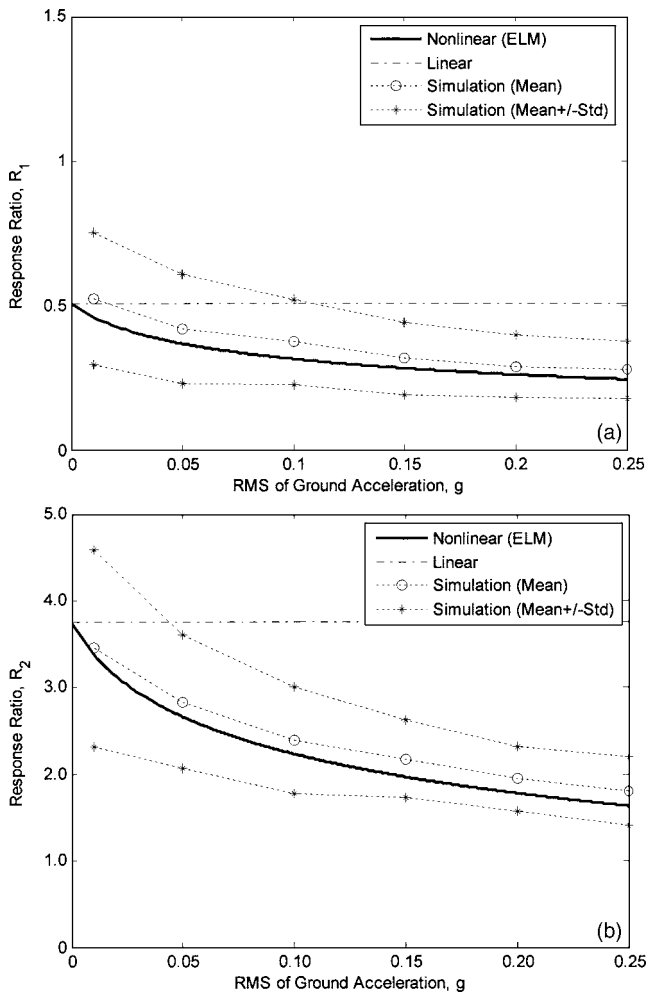 1.5
1
0.5
0
Response Ratio, R1
Nonlinear (ELM)
Linear
Simulation (Mean)
Simulation (Mean+/-Std)
(a)
0 0.05 0.1 0.15 0.2 0.25
RMS of Ground Acceleration, g
5.0
4.0
3.0
2.0
1.0
0
Response Ratio, R2
Nonlinear (ELM)
Linear
Simulation (Mean)
Simulation (Mean+/-Std)
(b)
0 0.05 0.10 0.15 0.20 0.25
RMS of Ground Acceleration, g